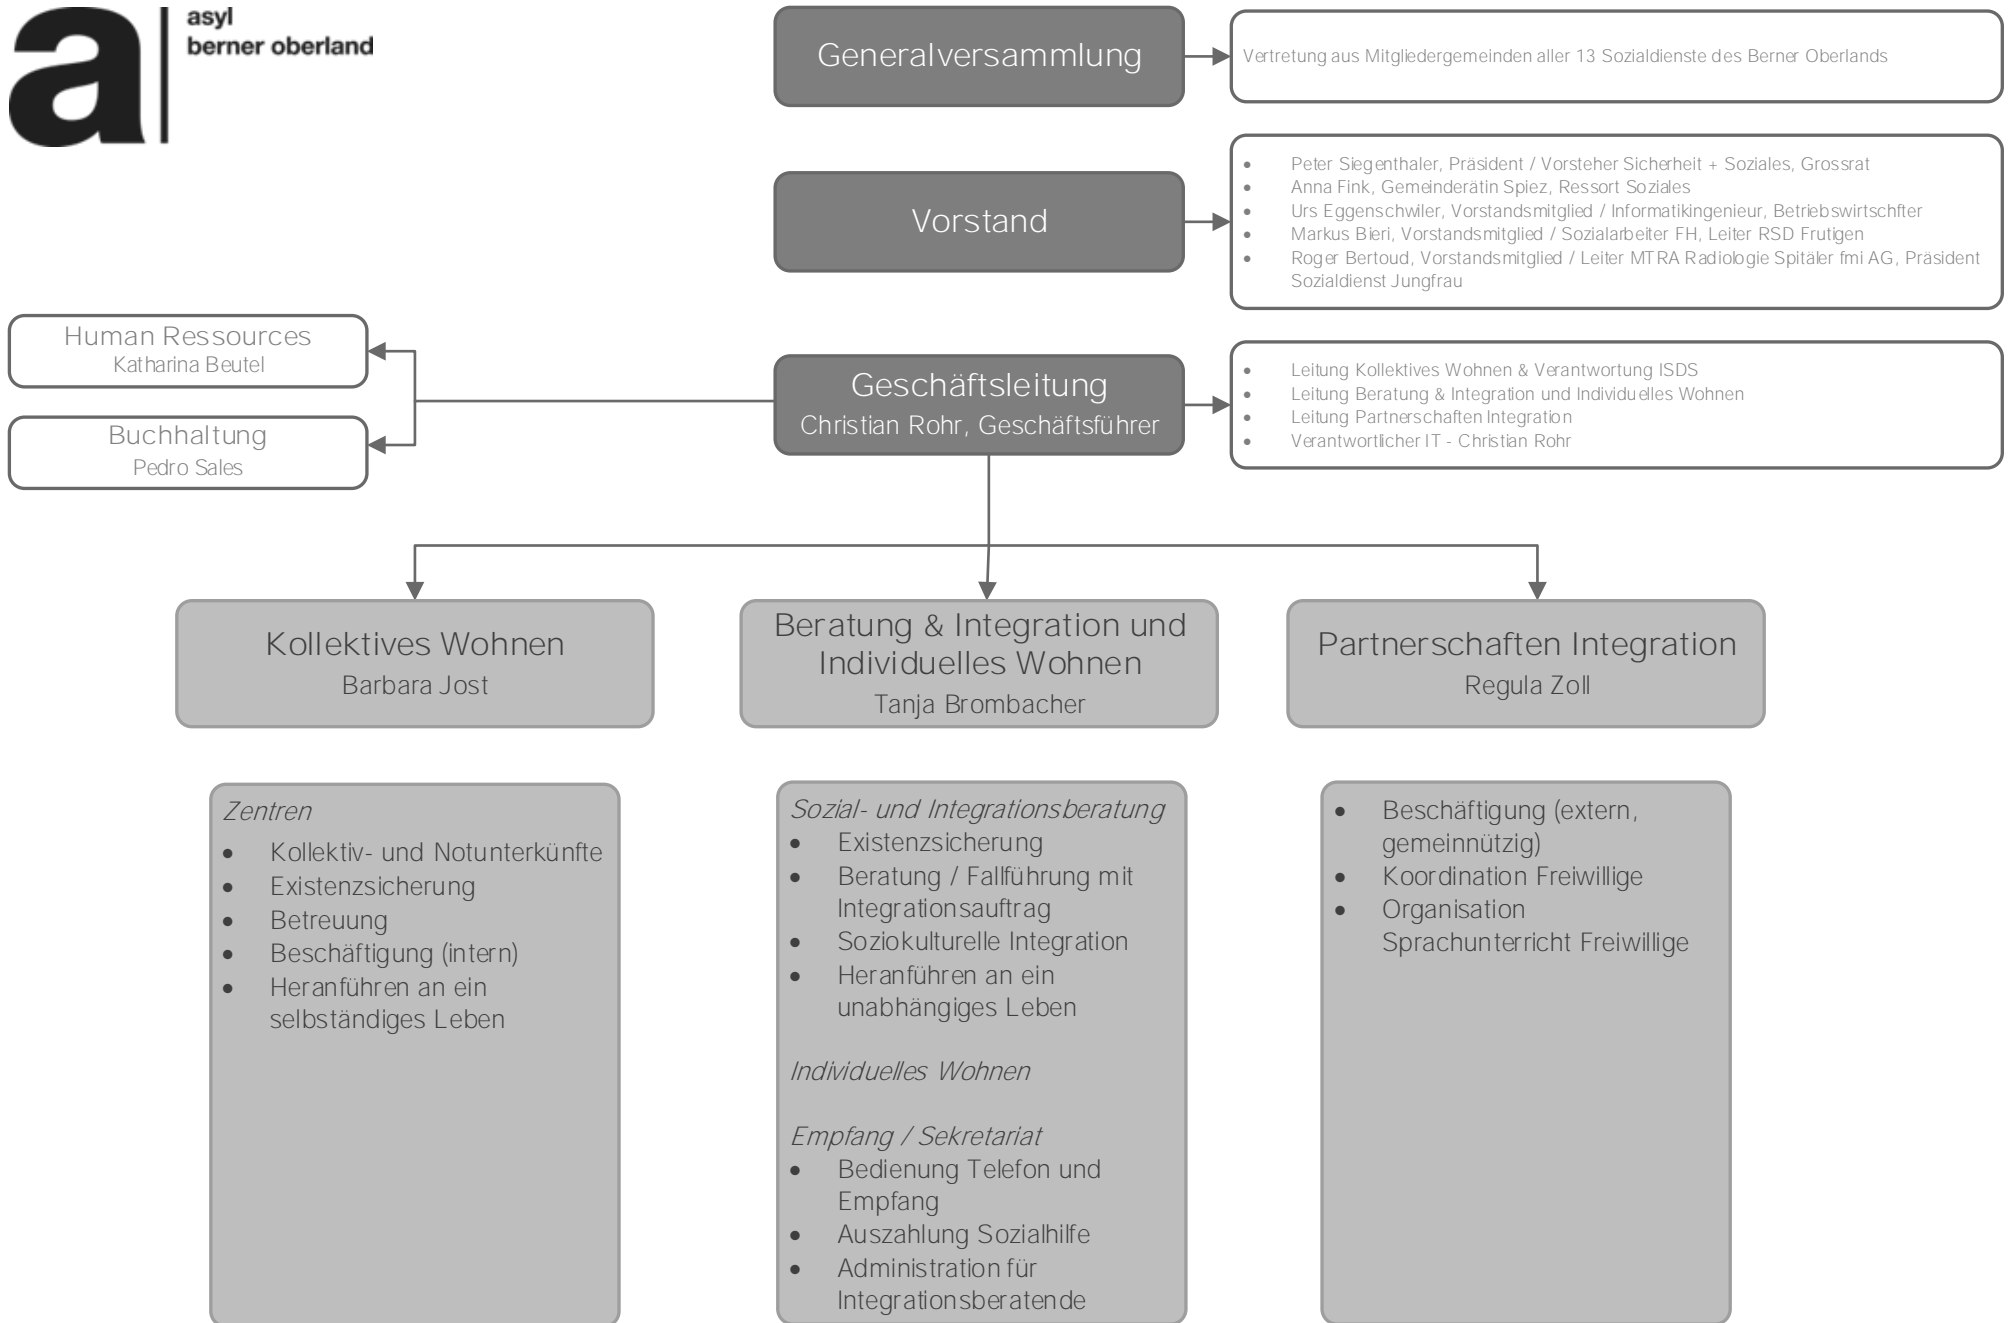 a
asyl
berner oberland
Generalversammlung
Vertretung aus Mitgliedergemeinden aller 13 Sozialdienste des Berner Oberlands
Vorstand
• Peter Siegenthaler, Präsident / Vorsteher Sicherheit + Soziales, Grossrat
• Anna Fink, Gemeinderätin Spiez, Ressort Soziales
• Urs Eggenschwiler, Vorstandsmitglied / Informatikingenieur, Betriebswirtschfter
• Markus Bieri, Vorstandsmitglied / Sozialarbeiter FH, Leiter RSD Frutigen
• Roger Bertoud, Vorstandsmitglied / Leiter MTRA Radiologie Spitäler fmi AG, Präsident
Sozialdienst Jungfrau
Human Ressources
Katharina Beutel
Buchhaltung
Pedro Sales
Geschäftsleitung
Christian Rohr, Geschäftsführer
• Leitung Kollektives Wohnen & Verantwortung ISDS
• Leitung Beratung & Integration und Individuelles Wohnen
• Leitung Partnerschaften Integration
• Verantwortlicher IT - Christian Rohr
Kollektives Wohnen
Barbara Jost
Beratung & Integration und
Individuelles Wohnen
Tanja Brombacher
Partnerschaften Integration
Regula Zoll
Zentren
• Kollektiv- und Notunterkünfte
• Existenzsicherung
• Betreuung
• Beschäftigung (intern)
• Heranführen an ein
selbständiges Leben
Sozial- und Integrationsberatung
• Existenzsicherung
• Beratung / Fallführung mit
Integrationsauftrag
• Soziokulturelle Integration
• Heranführen an ein
unabhängiges Leben
Individuelles Wohnen
Empfang / Sekretariat
• Bedienung Telefon und
Empfang
• Auszahlung Sozialhilfe
• Administration für
Integrationsberatende
• Beschäftigung (extern,
gemeinnützig)
• Koordination Freiwillige
• Organisation
Sprachunterricht Freiwillige